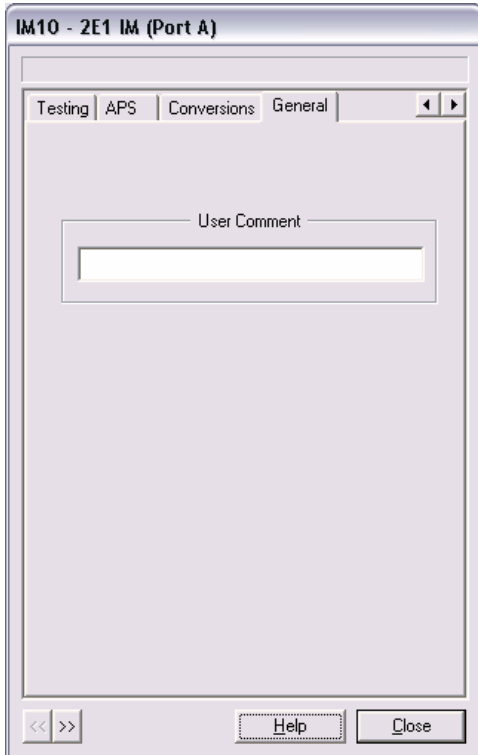 IM10 - 2E1 IM (Port A)
Testing APS Conversions General
User Comment
<< >> Help Close